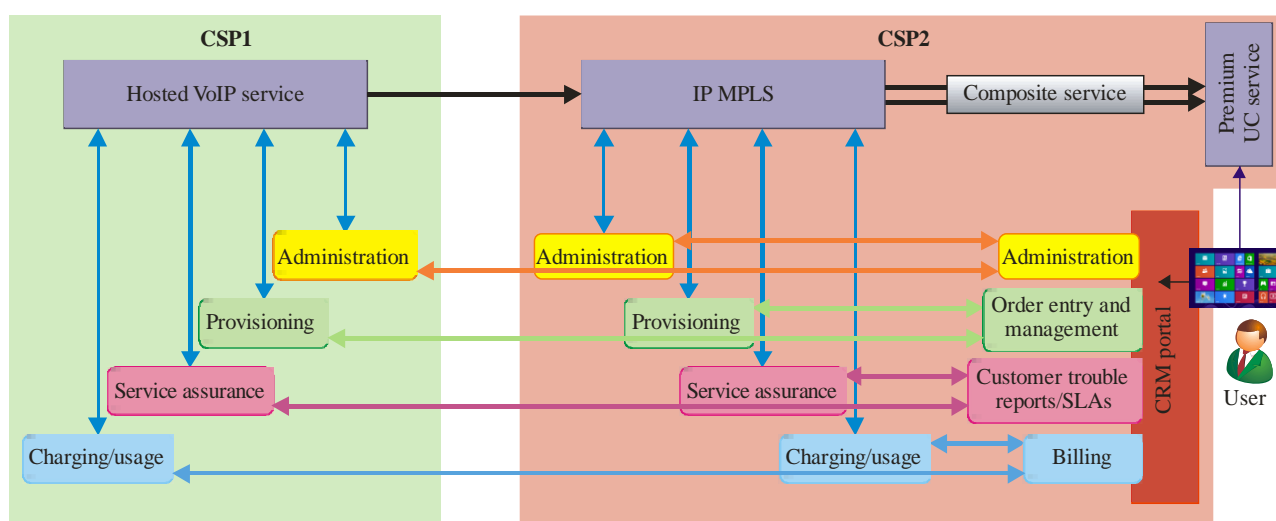 CSP1
CSP2
Hosted VoIP service
IP MPLS
Composite service
Premium
UC service
Administration
Administration
Administration
Provisioning
Provisioning
Order entry and
management
Service assurance
Service assurance
Customer trouble
reports/SLAs
Charging/usage
Charging/usage
Billing
CRM portal
User